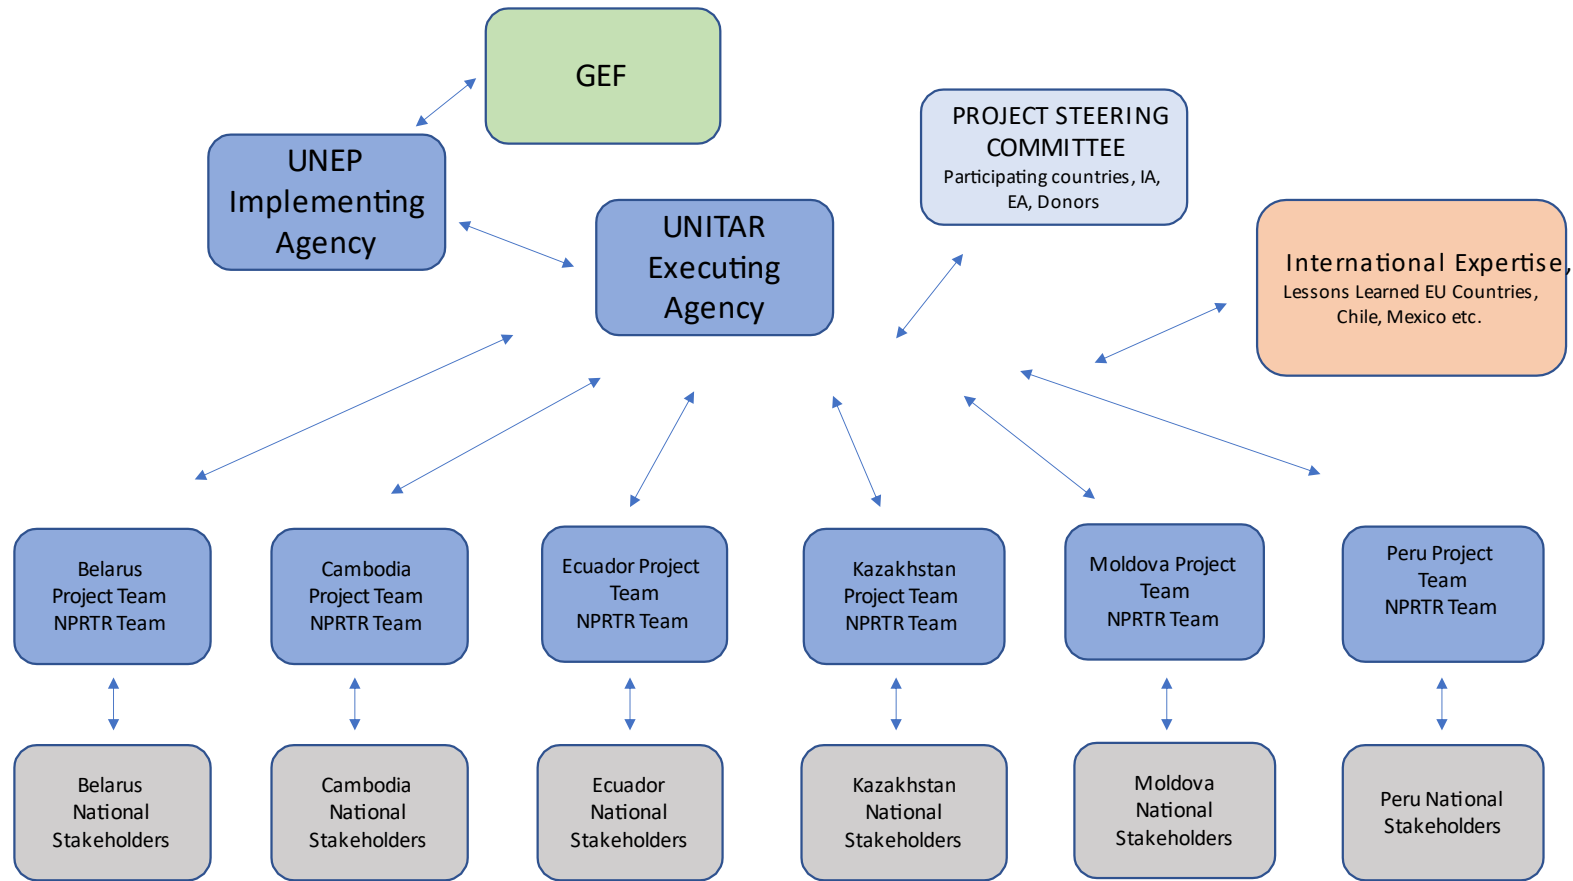 GEF
PROJECT STEERING
COMMITTEE
Participating countries, IA,
EA, Donors
UNEP
Implementing
Agency
UNITAR
Executing
Agency
International Expertise,
Lessons Learned EU Countries,
Chile, Mexico etc.
Belarus
Project Team
NPRTR Team
Cambodia
Project Team
NPRTR Team
Ecuador Project
Team
NPRTR Team
Kazakhstan
Project Team
NPRTR Team
Moldova Project
Team
NPRTR Team
Peru Project
Team
NPRTR Team
Belarus
National
Stakeholders
Cambodia
National
Stakeholders
Ecuador
National
Stakeholders
Kazakhstan
National
Stakeholders
Moldova
National
Stakeholders
Peru National
Stakeholders